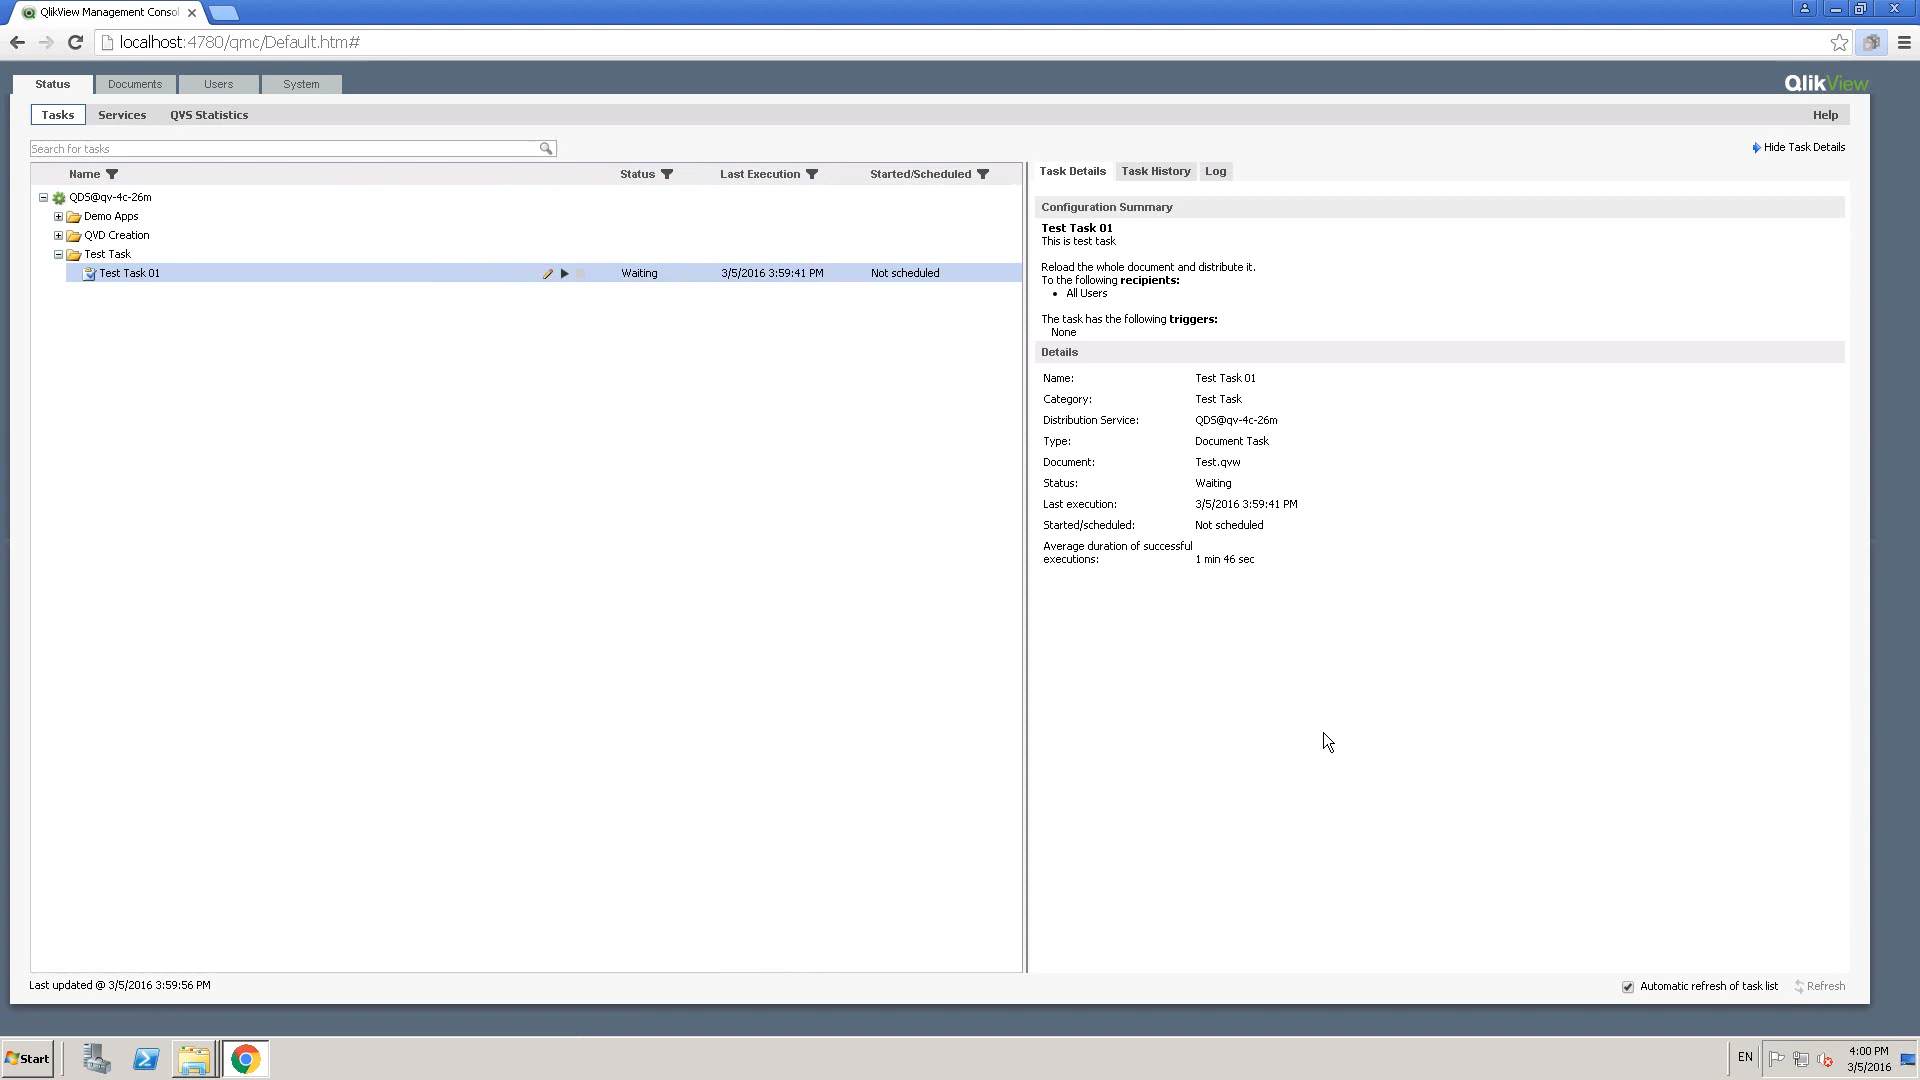 QlikView Management Consol
localhost:4780/qmc/Default.htm#
Status
Documents
Users
System
QlikView
Tasks
Services
QVS Statistics
Help
Search for tasks
Hide Task Details
Name
Status
Last Execution
Started/Scheduled
QDS@qv-4c-26m
Demo Apps
QVD Creation
Test Task
Test Task 01
Waiting
3/5/2016 3:59:41 PM
Not scheduled
Task Details
Task History
Log
Configuration Summary
Test Task 01
This is test task
Reload the whole document and distribute it.
To the following recipients:
• All Users
The task has the following triggers:
None
Details
Name: Test Task 01
Category: Test Task
Distribution Service: QDS@qv-4c-26m
Type: Document Task
Document: Test.qvw
Status: Waiting
Last execution: 3/5/2016 3:59:41 PM
Started/scheduled: Not scheduled
Average duration of successful
executions: 1 min 46 sec
Last updated @ 3/5/2016 3:59:56 PM
Automatic refresh of task list
Refresh
Start
EN
4:00 PM
3/5/2016